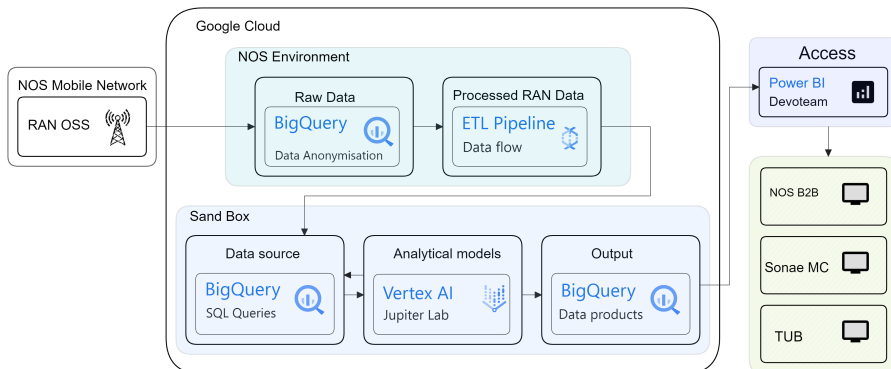 Google Cloud
NOS Environment
Access
NOS Mobile Network
RAN OSS
Raw Data
BigQuery
Data Anonymisation
Processed RAN Data
ETL Pipeline
Data flow
Power BI
Devoteam
Sand Box
Data source
BigQuery
SQL Queries
Analytical models
Vertex AI
Jupiter Lab
Output
BigQuery
Data products
NOS B2B
Sonae MC
TUB